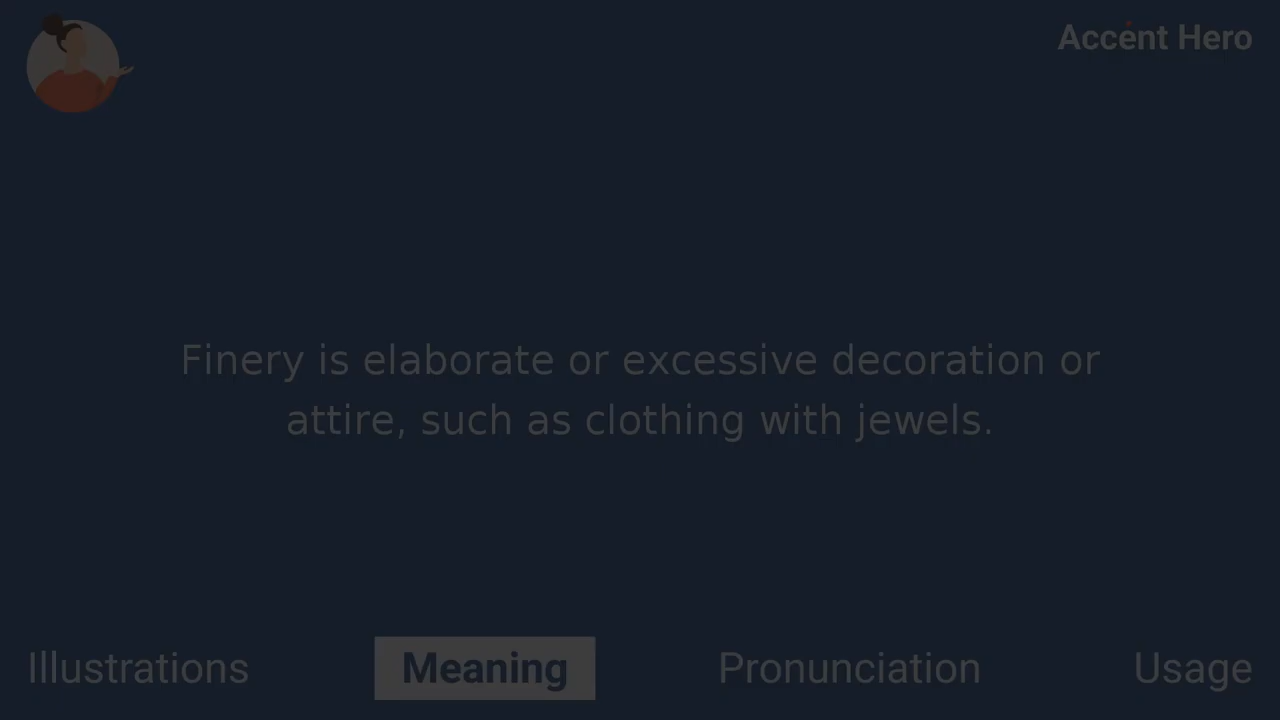 Accent Hero
Finery is elaborate or excessive decoration or
attire, such as clothing with jewels.
Illustrations
Meaning
Pronunciation
Usage